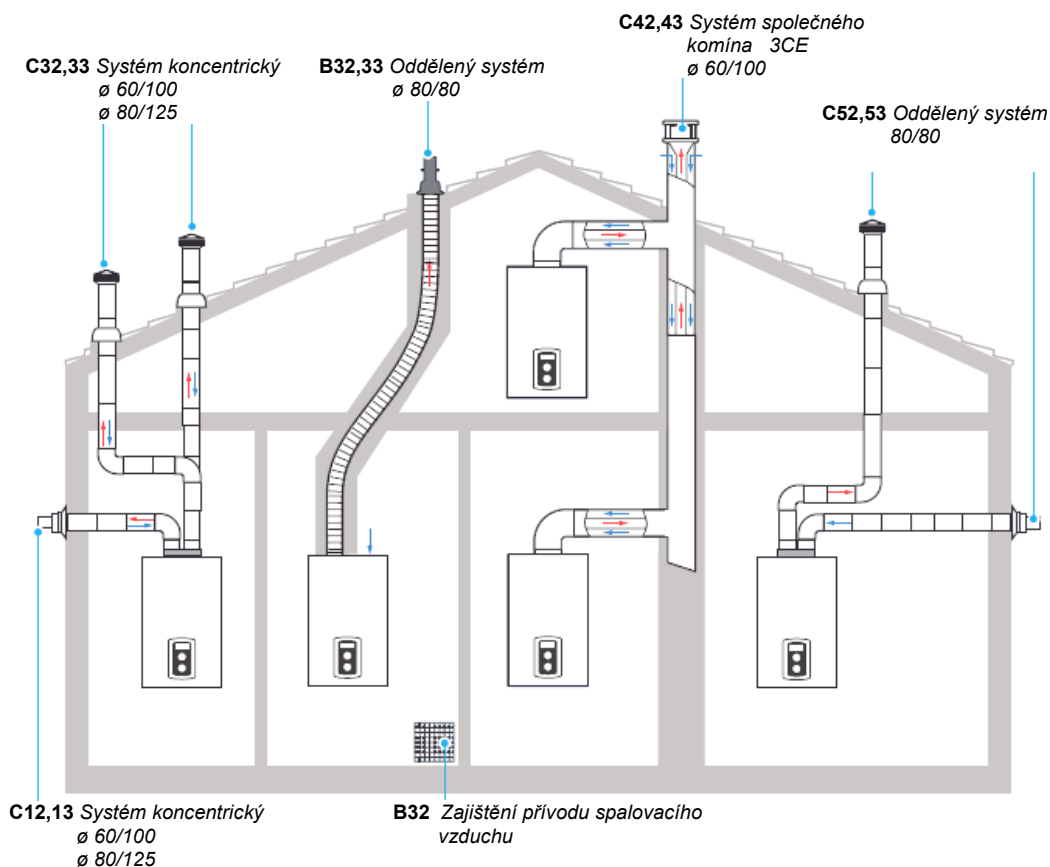 C42,43 Systém společného
komína 3CE
ø 60/100
C32,33 Systém koncentrický
ø 60/100
ø 80/125
B32,33 Oddělený systém
ø 80/80
C52,53 Oddělený systém
80/80
C12,13 Systém koncentrický
ø 60/100
ø 80/125
B32 Zajištění přívodu spalovacího
vzduchu